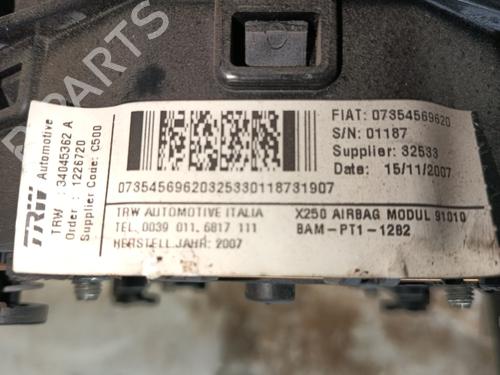 TRW Automotive
TRW : 34045362 A
Order : 1226720
Supplier Code: C500
FIAT: 07354569620
S/N: 01187
Supplier: 32533
Date: 15/11/2007
07354569620325330118731907
TRW AUTOMOTIVE ITALIA
TEL. 0039 011. 6817 111
HERSTELL.JAHR: 2007
X250 AIRBAG MODUL 91010
BAM-PT1-1282
B-PARTS